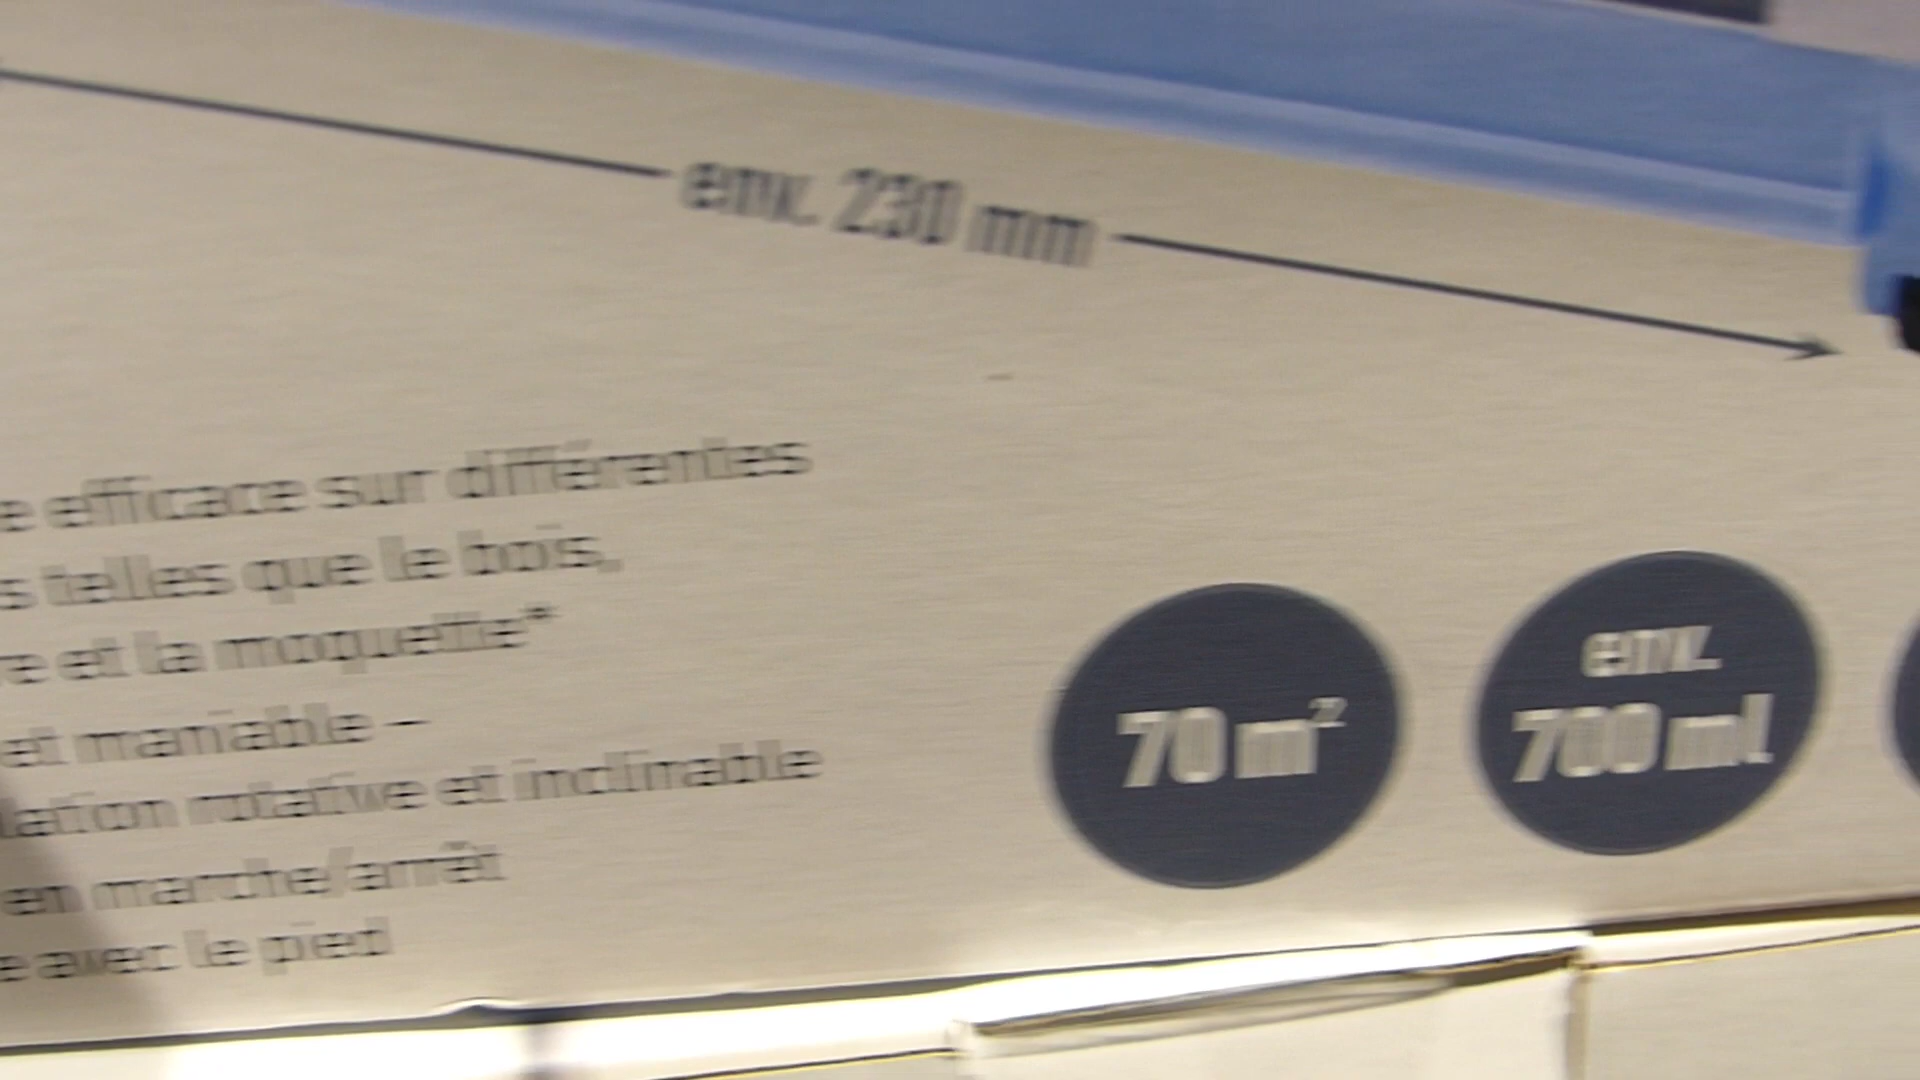 env. 230 mm
e efficace sur différentes
s telles que le bois,
re et la moquette*
et maniable –
lation rotative et inclinable
en marche/arrêt
e avec le pied
70 m²
env.
700 ml